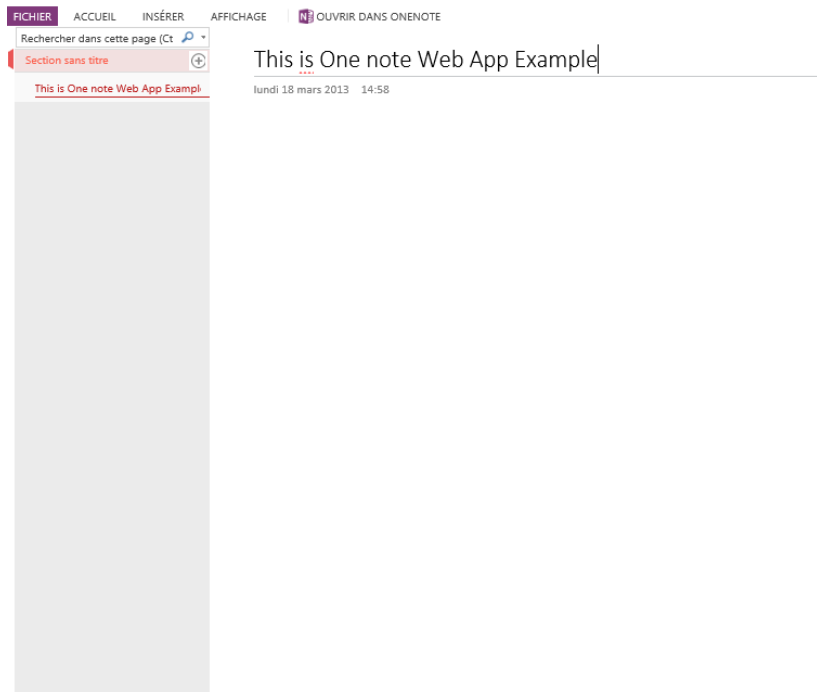 FICHIER ACCUEIL INSÉRER AFFICHAGE OUVRIR DANS ONENOTE
Rechercher dans cette page (Ct
Section sans titre
This is One note Web App Exampl
This is One note Web App Example
lundi 18 mars 2013 14:58